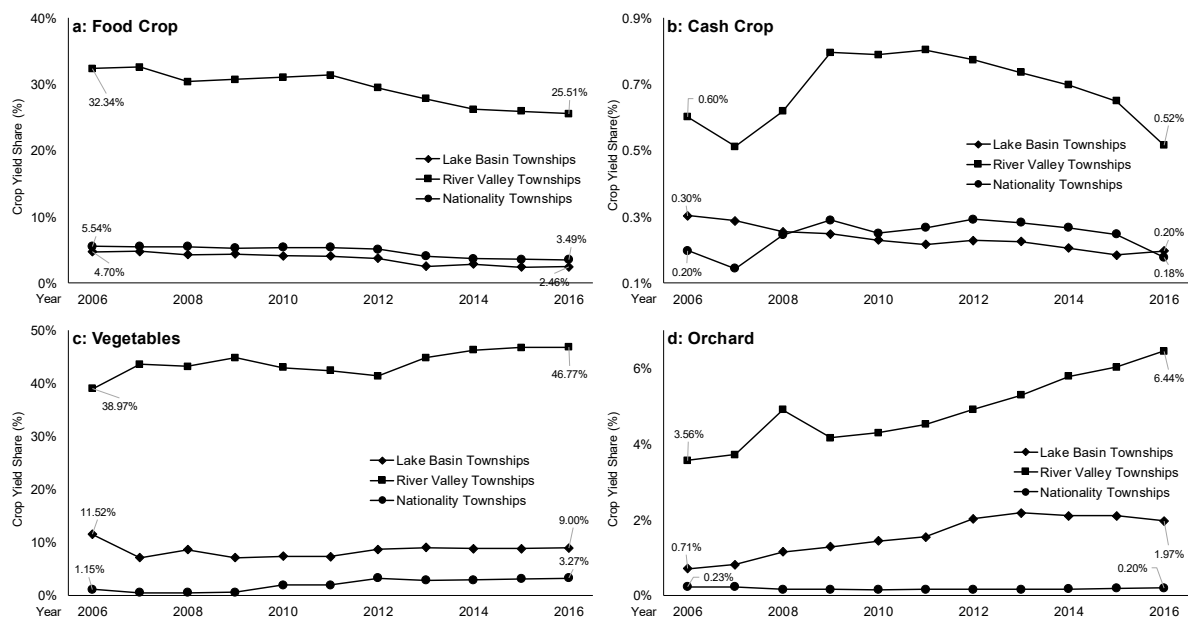 a: Food Crop
Crop Yield Share (%)
40%
30%
20%
10%
0%
32.34%
25.51%
5.54%
4.70%
3.49%
2.46%
Lake Basin Townships
River Valley Townships
Nationality Townships
Year 2006 2008 2010 2012 2014 2016
b: Cash Crop
Crop Yield Share(%)
0.9%
0.7%
0.5%
0.3%
0.1%
0.60%
0.52%
0.30%
0.20%
0.20%
0.18%
Lake Basin Townships
River Valley Townships
Nationality Townships
Year 2006 2008 2010 2012 2014 2016
c: Vegetables
Crop Yield Share (%)
50%
40%
30%
20%
10%
0%
38.97%
46.77%
11.52%
9.00%
1.15%
3.27%
Lake Basin Townships
River Valley Townships
Nationality Townships
Year 2006 2008 2010 2012 2014 2016
d: Orchard
Crop Yield Share (%)
6%
4%
2%
0%
3.56%
6.44%
0.71%
1.97%
0.23%
0.20%
Lake Basin Townships
River Valley Townships
Nationality Townships
Year 2006 2008 2010 2012 2014 2016